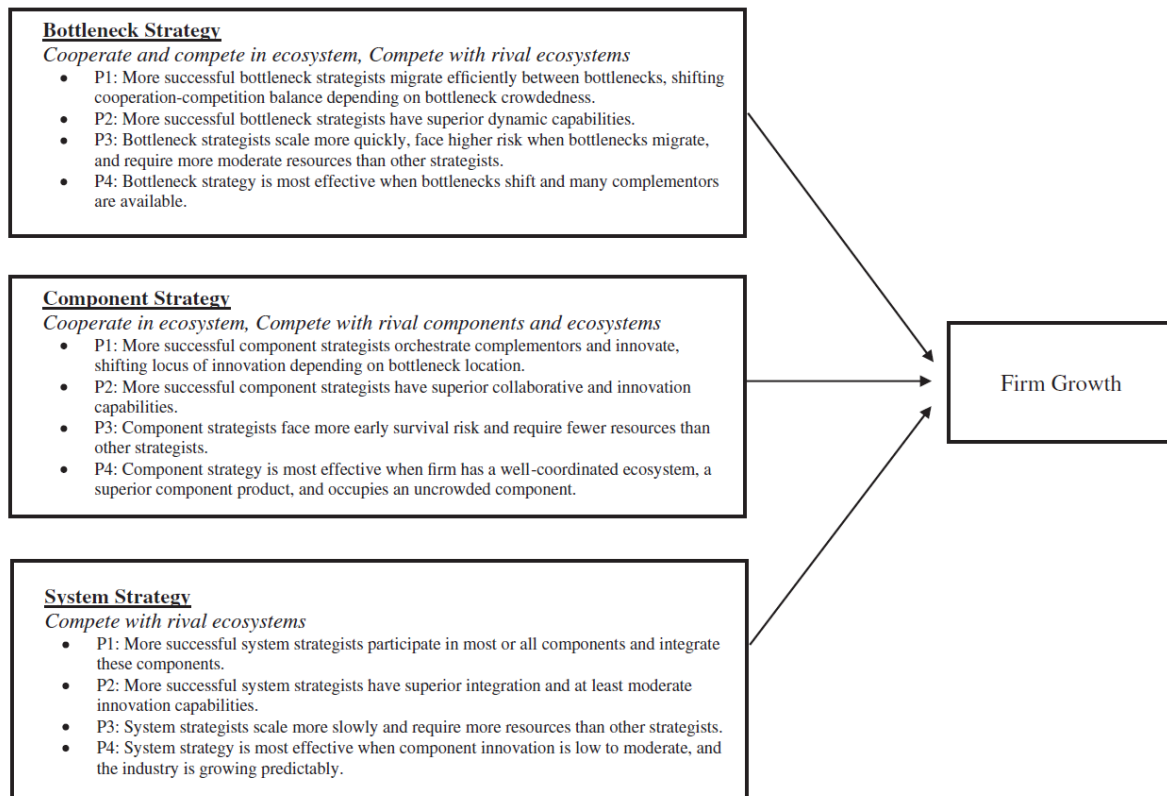 Bottleneck Strategy
Cooperate and compete in ecosystem, Compete with rival ecosystems
• P1: More successful bottleneck strategists migrate efficiently between bottlenecks, shifting
cooperation-competition balance depending on bottleneck crowdedness.
• P2: More successful bottleneck strategists have superior dynamic capabilities.
• P3: Bottleneck strategists scale more quickly, face higher risk when bottlenecks migrate,
and require more moderate resources than other strategists.
• P4: Bottleneck strategy is most effective when bottlenecks shift and many complementors
are available.
Component Strategy
Cooperate in ecosystem, Compete with rival components and ecosystems
• P1: More successful component strategists orchestrate complementors and innovate,
shifting locus of innovation depending on bottleneck location.
• P2: More successful component strategists have superior collaborative and innovation
capabilities.
• P3: Component strategists face more early survival risk and require fewer resources than
other strategists.
• P4: Component strategy is most effective when firm has a well-coordinated ecosystem, a
superior component product, and occupies an uncrowded component.
Firm Growth
System Strategy
Compete with rival ecosystems
• P1: More successful system strategists participate in most or all components and integrate
these components.
• P2: More successful system strategists have superior integration and at least moderate
innovation capabilities.
• P3: System strategists scale more slowly and require more resources than other strategists.
• P4: System strategy is most effective when component innovation is low to moderate, and
the industry is growing predictably.